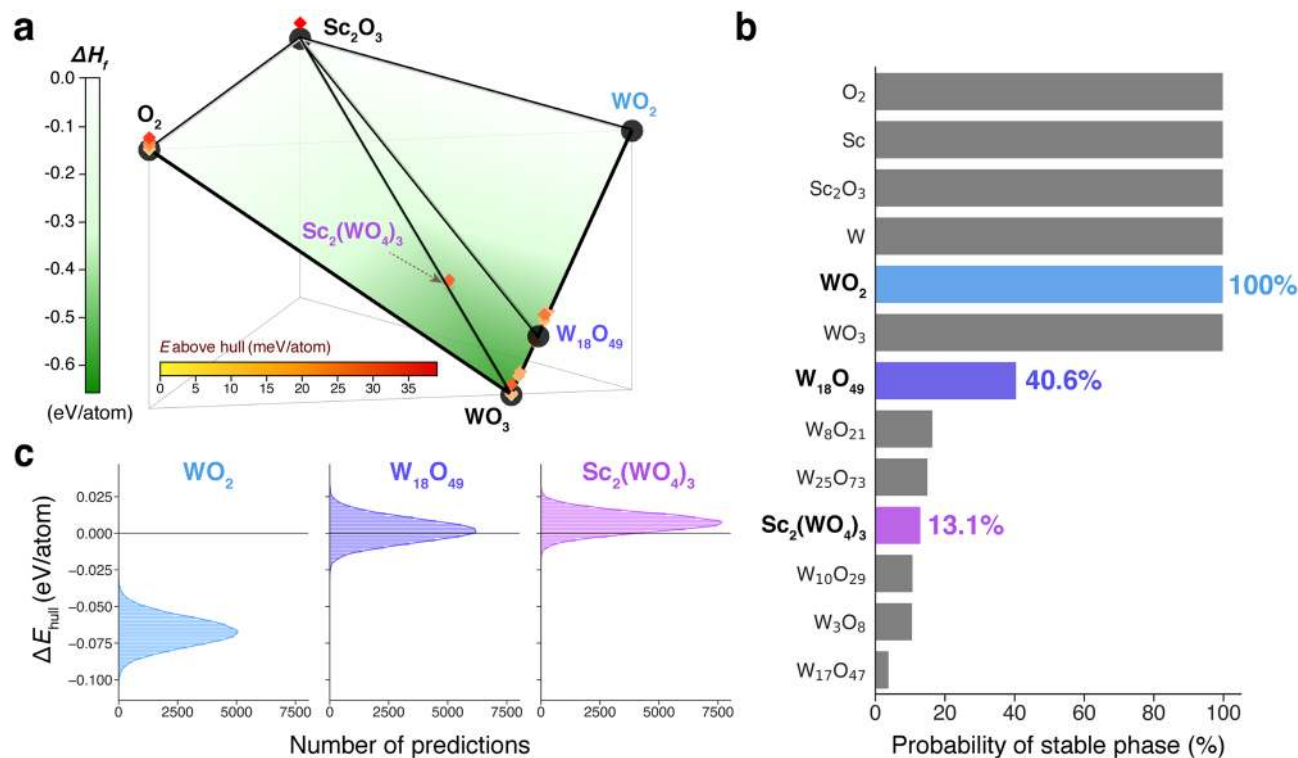 a
ΔH_f
0.0
-0.1
-0.2
-0.3
-0.4
-0.5
-0.6
(eV/atom)
Sc₂O₃
O₂
WO₂
Sc₂(WO₄)₃
W₁₈O₄₉
WO₃
E above hull (meV/atom)
0 5 10 15 20 25 30 35
b
O₂
Sc
Sc₂O₃
W
WO₂ 100%
WO₃
W₁₈O₄₉ 40.6%
W₈O₂₁
W₂₅O₇₃
Sc₂(WO₄)₃ 13.1%
W₁₀O₂₉
W₃O₈
W₁₇O₄₇
0 20 40 60 80 100
Probability of stable phase (%)
c
WO₂ W₁₈O₄₉ Sc₂(WO₄)₃
ΔE_hull (eV/atom)
0.025
0.000
−0.025
−0.050
−0.075
−0.100
0 2500 5000 7500 0 2500 5000 7500 0 2500 5000 7500
Number of predictions